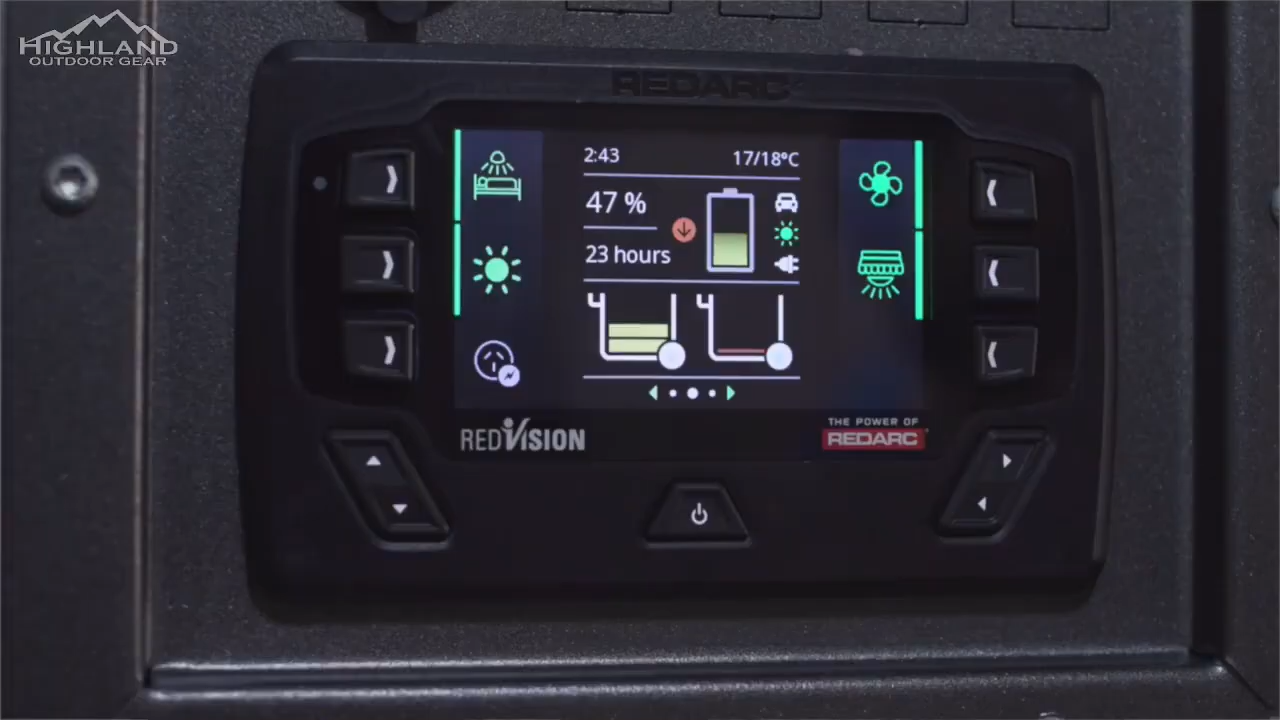 HIGHLAND
OUTDOOR GEAR
REDARC
2:43
17/18°C
47 %
23 hours
REDVISION
THE POWER OF
REDARC